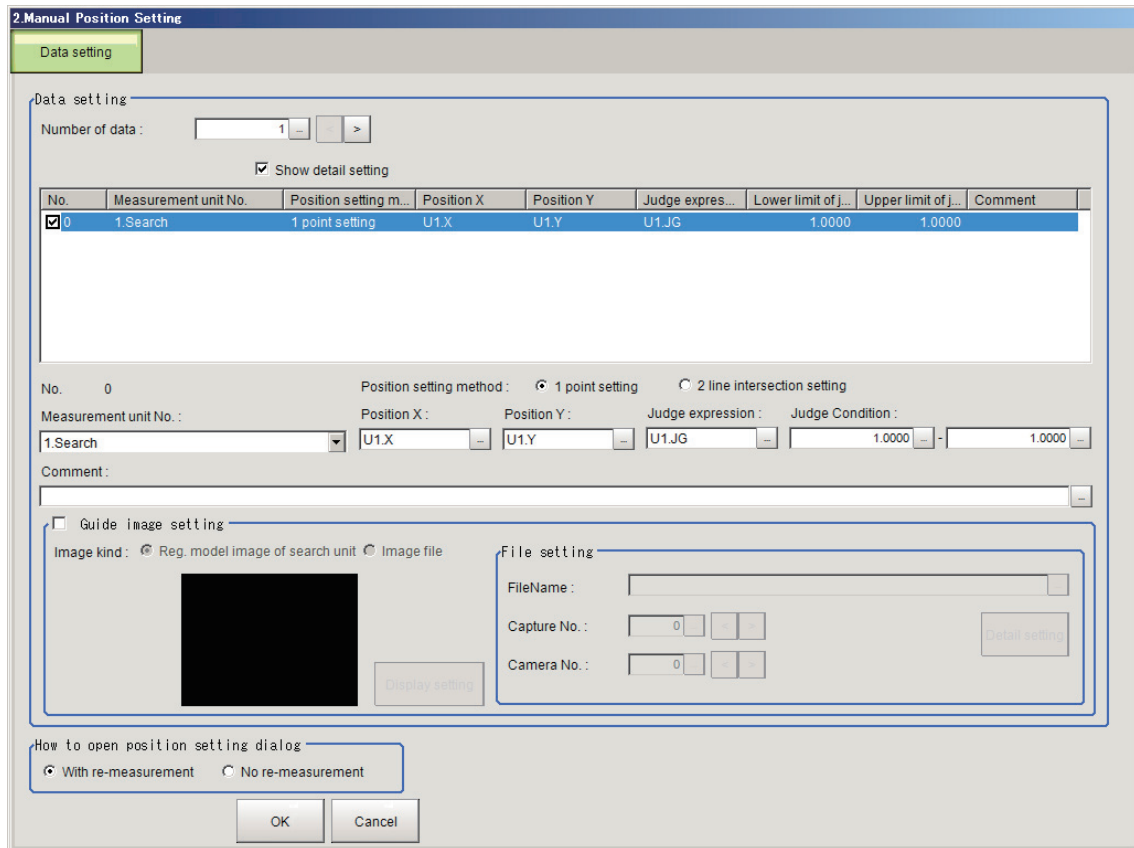 2.Manual Position Setting
Data setting
Data setting
Number of data : 1 ... < >
Show detail setting
No. Measurement unit No. Position setting m... Position X Position Y Judge expres... Lower limit of j... Upper limit of j... Comment
0 1.Search 1 point setting U1.X U1.Y U1.JG 1.0000 1.0000
No. 0 Position setting method : 1 point setting 2 line intersection setting
Measurement unit No. : Position X : Position Y : Judge expression : Judge Condition :
1.Search U1.X ... U1.Y ... U1.JG ... 1.0000 ... - 1.0000 ...
Comment :
...
Guide image setting
Image kind : Reg. model image of search unit Image file
File setting
FileName : ...
Capture No. : 0 ... < >
Detail setting
Camera No. : 0 ... < >
Display setting
How to open position setting dialog
With re-measurement No re-measurement
OK Cancel